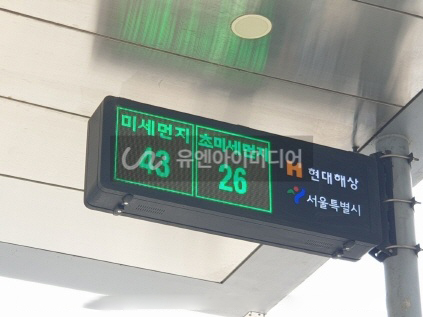 미세먼지
43
초미세먼지
26
유엔아이미디어
H 현대해상
서울특별시